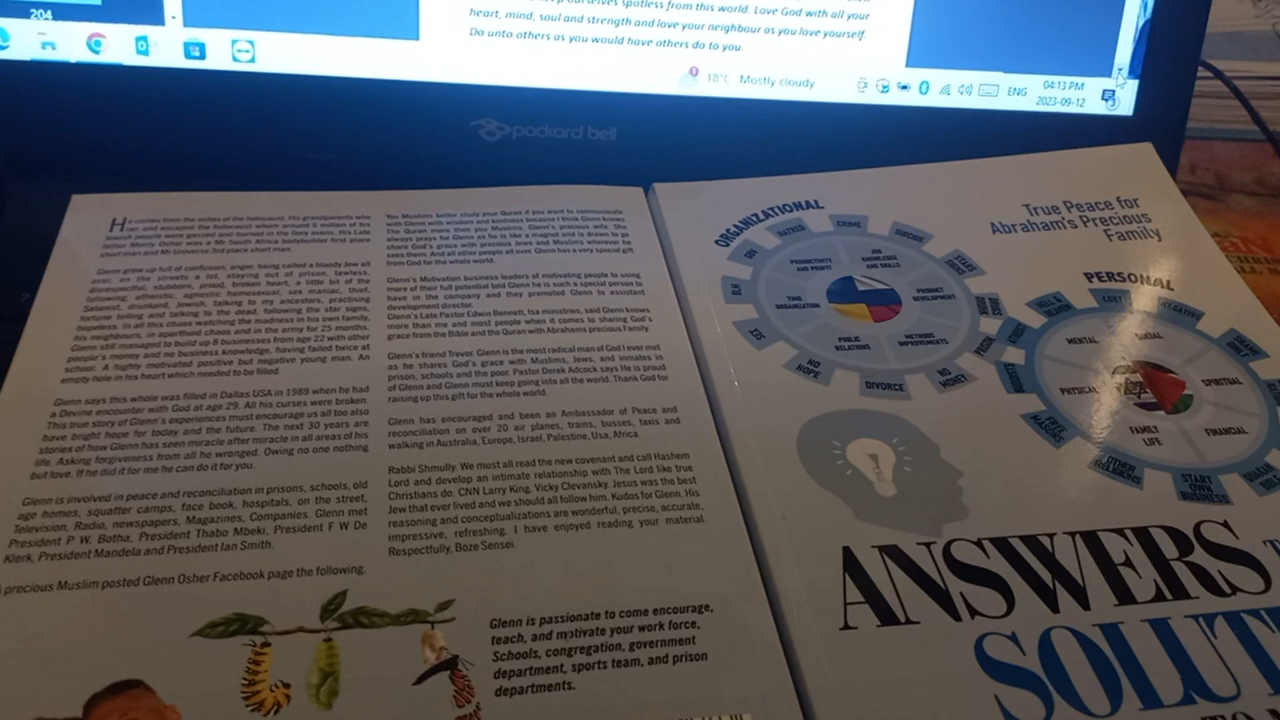 204
ourselves spotless from this world. Love God with all your
heart, mind, soul and strength and love your neighbour as you love yourself.
Do unto others as you would have others do to you.
18°C Mostly cloudy
ENG
04:13 PM
2023-09-12
3
packard bell
He comes from the ashes of the holocaust. His grandparents who
ran and escaped the holocaust where around 6 million of his
Jewish people were gassed and burned in the fiery ovens. His Late
father Monty Osher was a Mr South Africa bodybuilder first place
short man and Mr Universe 3rd place short man.
Glenn grew up full of confusion, anger, being called a bloody Jew all
over, on the streets a lot, staying out of prison, lawless,
disrespectful, stubborn, proud, broken heart, a little bit of the
following, atheistic, agnostic homosexual, sex maniac, thief,
Satanist, drunkard, Jewish, talking to my ancestors, practising
fortune telling and talking to the dead, following the star signs,
hopeless. In all this chaos watching the madness in his own family,
his neighbours, in apartheid chaos and in the army for 25 months.
Glenn still managed to build up 8 businesses from age 22 with other
people's money and no business knowledge, having failed twice at
school. A highly motivated positive but negative young man. An
empty hole in his heart which needed to be filled.
Glenn says this whole was filled in Dallas USA in 1989 when he had
a Devine encounter with God at age 29. All his curses were broken.
This true story of Glenn's experiences must encourage us all too also
have bright hope for today and the future. The next 30 years are
stories of how Glenn has seen miracle after miracle in all areas of his
life. Asking forgiveness from all he wronged. Owing no one nothing
but love. If he did it for me he can do it for you.
Glenn is involved in peace and reconciliation in prisons, schools, old
age homes, squatter camps, face book, hospitals, on the street,
Television, Radio, newspapers, Magazines, Companies. Glenn met
President P W. Botha, President Thabo Mbeki, President F W De
Klerk, President Mandela and President Ian Smith.
precious Muslim posted Glenn Osher Facebook page the following.
You Muslims better study your Quran if you want to communicate
with Glenn with wisdom and kindness because I think Glenn knows
The Quran more than you Muslims. Glenn's precious wife. She
always prays for Glenn as he is like a magnet and is drawn to go
share God's grace with precious Jews and Muslims wherever he
sees them. And all other people all over. Glenn has a very special gift
from God for the whole world.
Glenn's Mutivation business leaders of motivating people to using
more of their full potential told Glenn he is such a special person to
have in the company and they promoted Glenn to assistant
development director.
Glenn's Late Pastor Edwin Bennett, Isa ministries, said Glenn knows
more than me and most people when it comes to sharing God's
grace from the Bible and the Quran with Abrahams precious Family.
Glenn's friend Trevor. Glenn is the most radical man of God I ever met
as he shares God's grace with Muslims, Jews, and Inmates in
prison, schools and the poor. Pastor Derek Adcock says He is proud
of Glenn and Glenn must keep going into all the world. Thank God for
raising up this gift for the whole world.
Glenn has encouraged and been an Ambassador of Peace and
reconciliation on over 20 air planes, trains, busses, taxis and
walking in Australia, Europe, Israel, Palestine, Usa, Africa.
Rabbi Shmully. We must all read the new covenant and call Hashem
Lord and develop an intimate relationship with The Lord like true
Christians do. CNN Larry King. Vicky Clevansky. Jesus was the best
Jew that ever lived and we should all follow him. Kudos for Glenn. His
reasoning and conceptualizations are wonderful, precise, accurate,
impressive, refreshing. I have enjoyed reading your material.
Respectfully, Boze Sensei.
Glenn is passionate to come encourage,
teach, and motivate your work force,
Schools, congregation, government
department, sports team, and prison
departments.
True Peace for
Abraham's Precious
Family
ORGANIZATIONAL
HATRED
CRIME
SUICIDE
STARS SIGNS
HIV
BLM
SEX
NO HOPE
DIVORCE
NO MONEY
PRISON
PRODUCTIVITY AND PROFIT
JOB KNOWLEDGE AND SKILLS
TIME ORGANIZATION
PRODUCT DEVELOPMENT
PUBLIC RELATIONS
METHODS IMPROVEMENTS
PERSONAL
HELL & HEAVEN
LGBT
SHAME GUILT
FREE MASONS
OTHER RELIGIONS
START OWN BUSINESS
MENTAL
SOCIAL
PHYSICAL
SPIRITUAL
FAMILY LIFE
FINANCIAL
ANSWERS
SOLUT